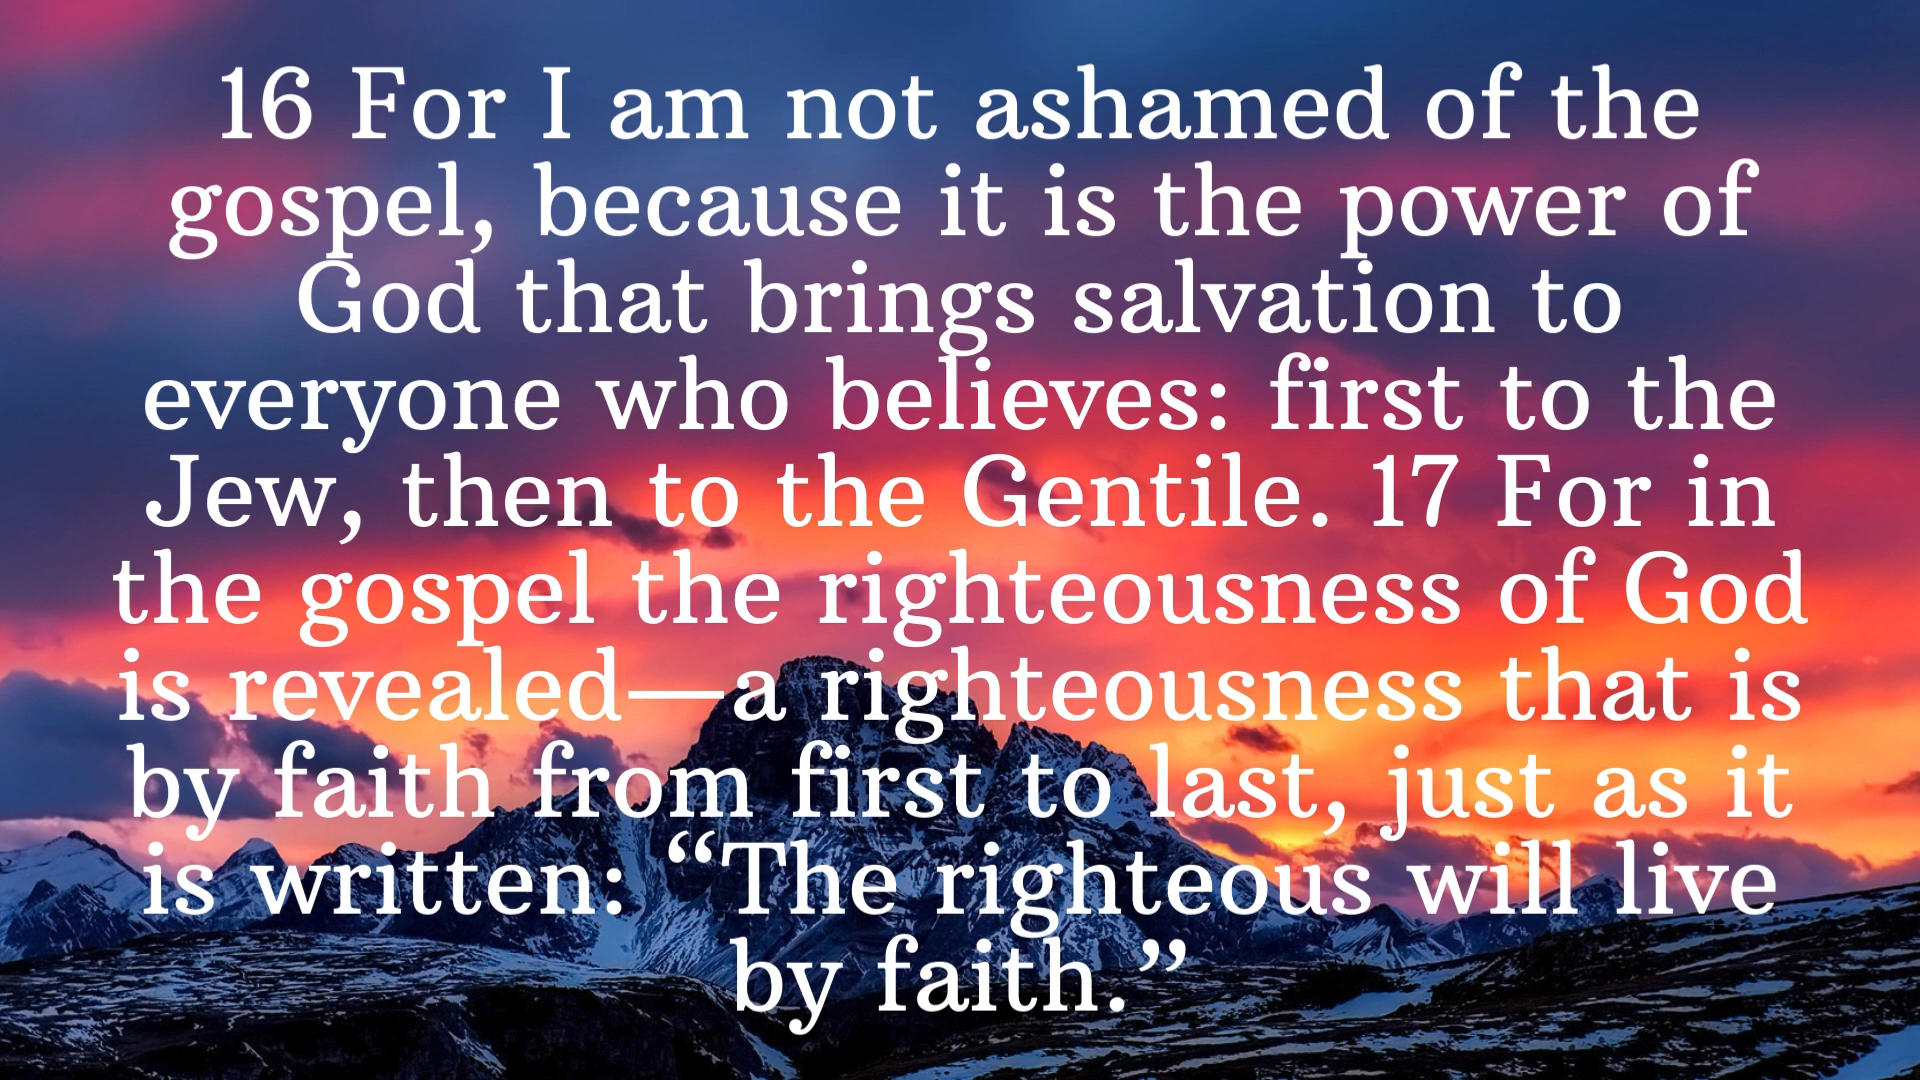 16 For I am not ashamed of the
gospel, because it is the power of
God that brings salvation to
everyone who believes: first to the
Jew, then to the Gentile. 17 For in
the gospel the righteousness of God
is revealed—a righteousness that is
by faith from first to last, just as it
is written: “The righteous will live
by faith.”